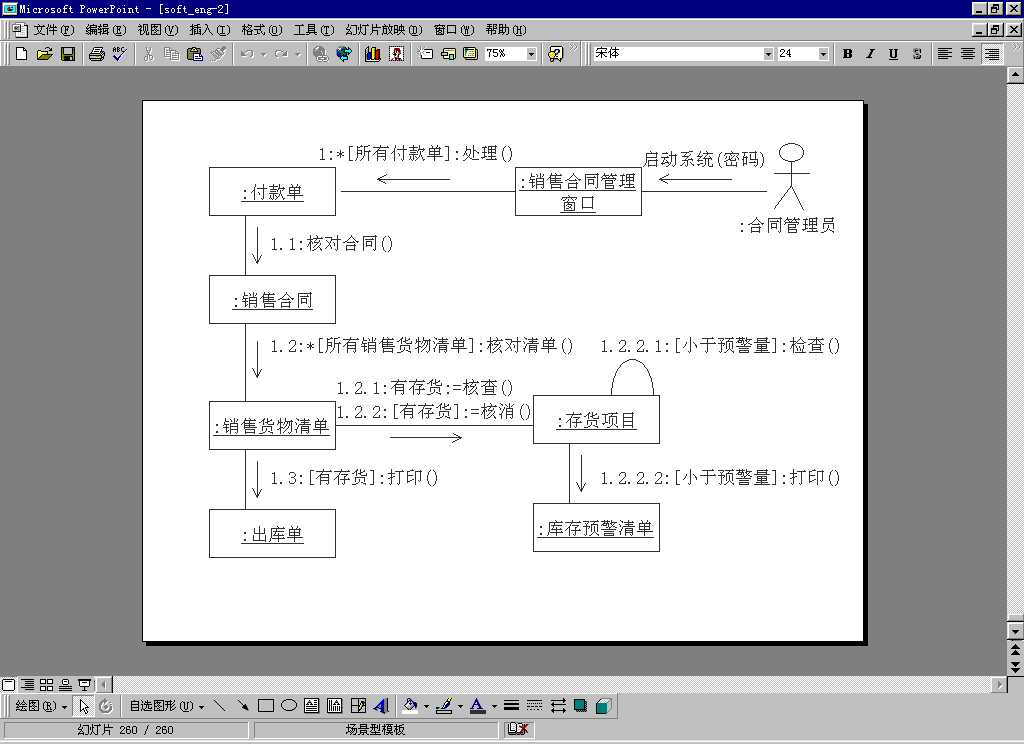 Microsoft PowerPoint - [soft_eng-2]
文件(F) 编辑(E) 视图(V) 插入(I) 格式(O) 工具(T) 幻灯片放映(D) 窗口(W) 帮助(H)
75% 宋体 24 B I U S
1:*[所有付款单]:处理()
启动系统(密码)
:付款单
:销售合同管理
窗口
:合同管理员
1.1:核对合同()
:销售合同
1.2:*[所有销售货物清单]:核对清单()
1.2.2.1:[小于预警量]:检查()
1.2.1:有存货:=核查()
1.2.2:[有存货]:=核消()
:销售货物清单
:存货项目
1.3:[有存货]:打印()
1.2.2.2:[小于预警量]:打印()
:出库单
:库存预警清单
绘图(R) 自选图形(U)
幻灯片 260 / 260
场景型模板